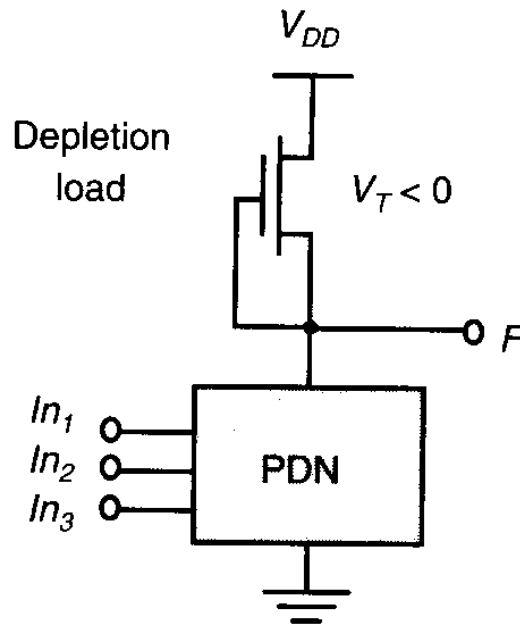 V_DD
Depletion
load
V_T < 0
F
In_1
In_2
In_3
PDN